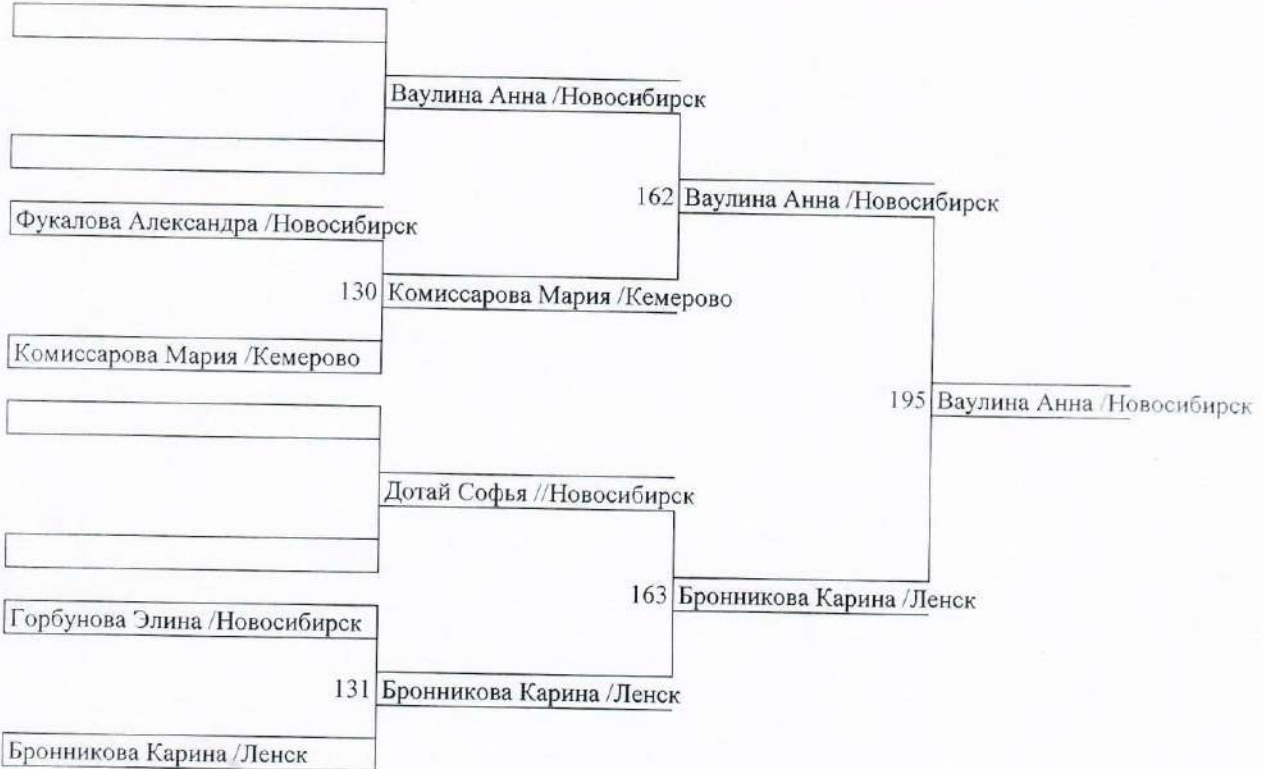 Ваулина Анна /Новосибирск
162 Ваулина Анна /Новосибирск
Фукалова Александра /Новосибирск
130 Комиссарова Мария /Кемерово
Комиссарова Мария /Кемерово
195 Ваулина Анна /Новосибирск
Дотай Софья //Новосибирск
163 Бронникова Карина /Ленск
Горбунова Элина /Новосибирск
131 Бронникова Карина /Ленск
Бронникова Карина /Ленск